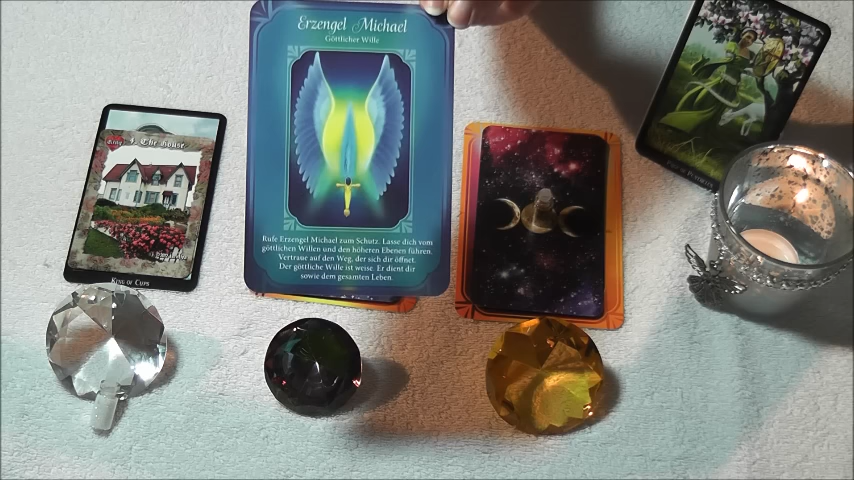 Erzengel Michael
Göttlicher Wille
Rufe Erzengel Michael zum Schutz. Lasse dich vom
göttlichen Willen und den höheren Ebenen führen.
Vertraue auf den Weg, der sich dir öffnet.
Der göttliche Wille ist weise. Er dient dir
sowie dem gesamten Leben.
King
4. The House
King of Cups